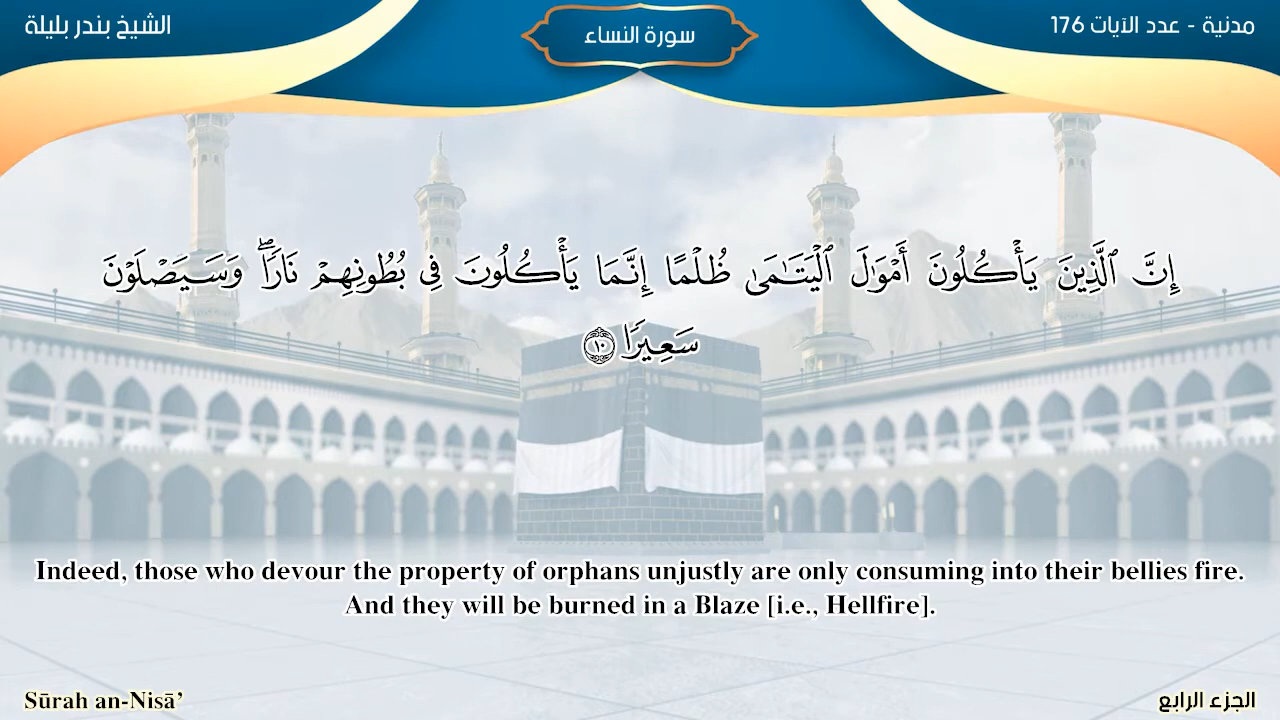 الشيخ بندر بليلة
سورة النساء
مدنية - عدد الآيات 176
إِنَّ ٱلَّذِينَ يَأۡكُلُونَ أَمۡوَٰلَ ٱلۡيَتَٰمَىٰ ظُلۡمًا إِنَّمَا يَأۡكُلُونَ فِي بُطُونِهِمۡ نَارٗاۖ وَسَيَصۡلَوۡنَ
سَعِيرٗا ١٠
Indeed, those who devour the property of orphans unjustly are only consuming into their bellies fire.
And they will be burned in a Blaze [i.e., Hellfire].
Sūrah an-Nisā’
الجزء الرابع